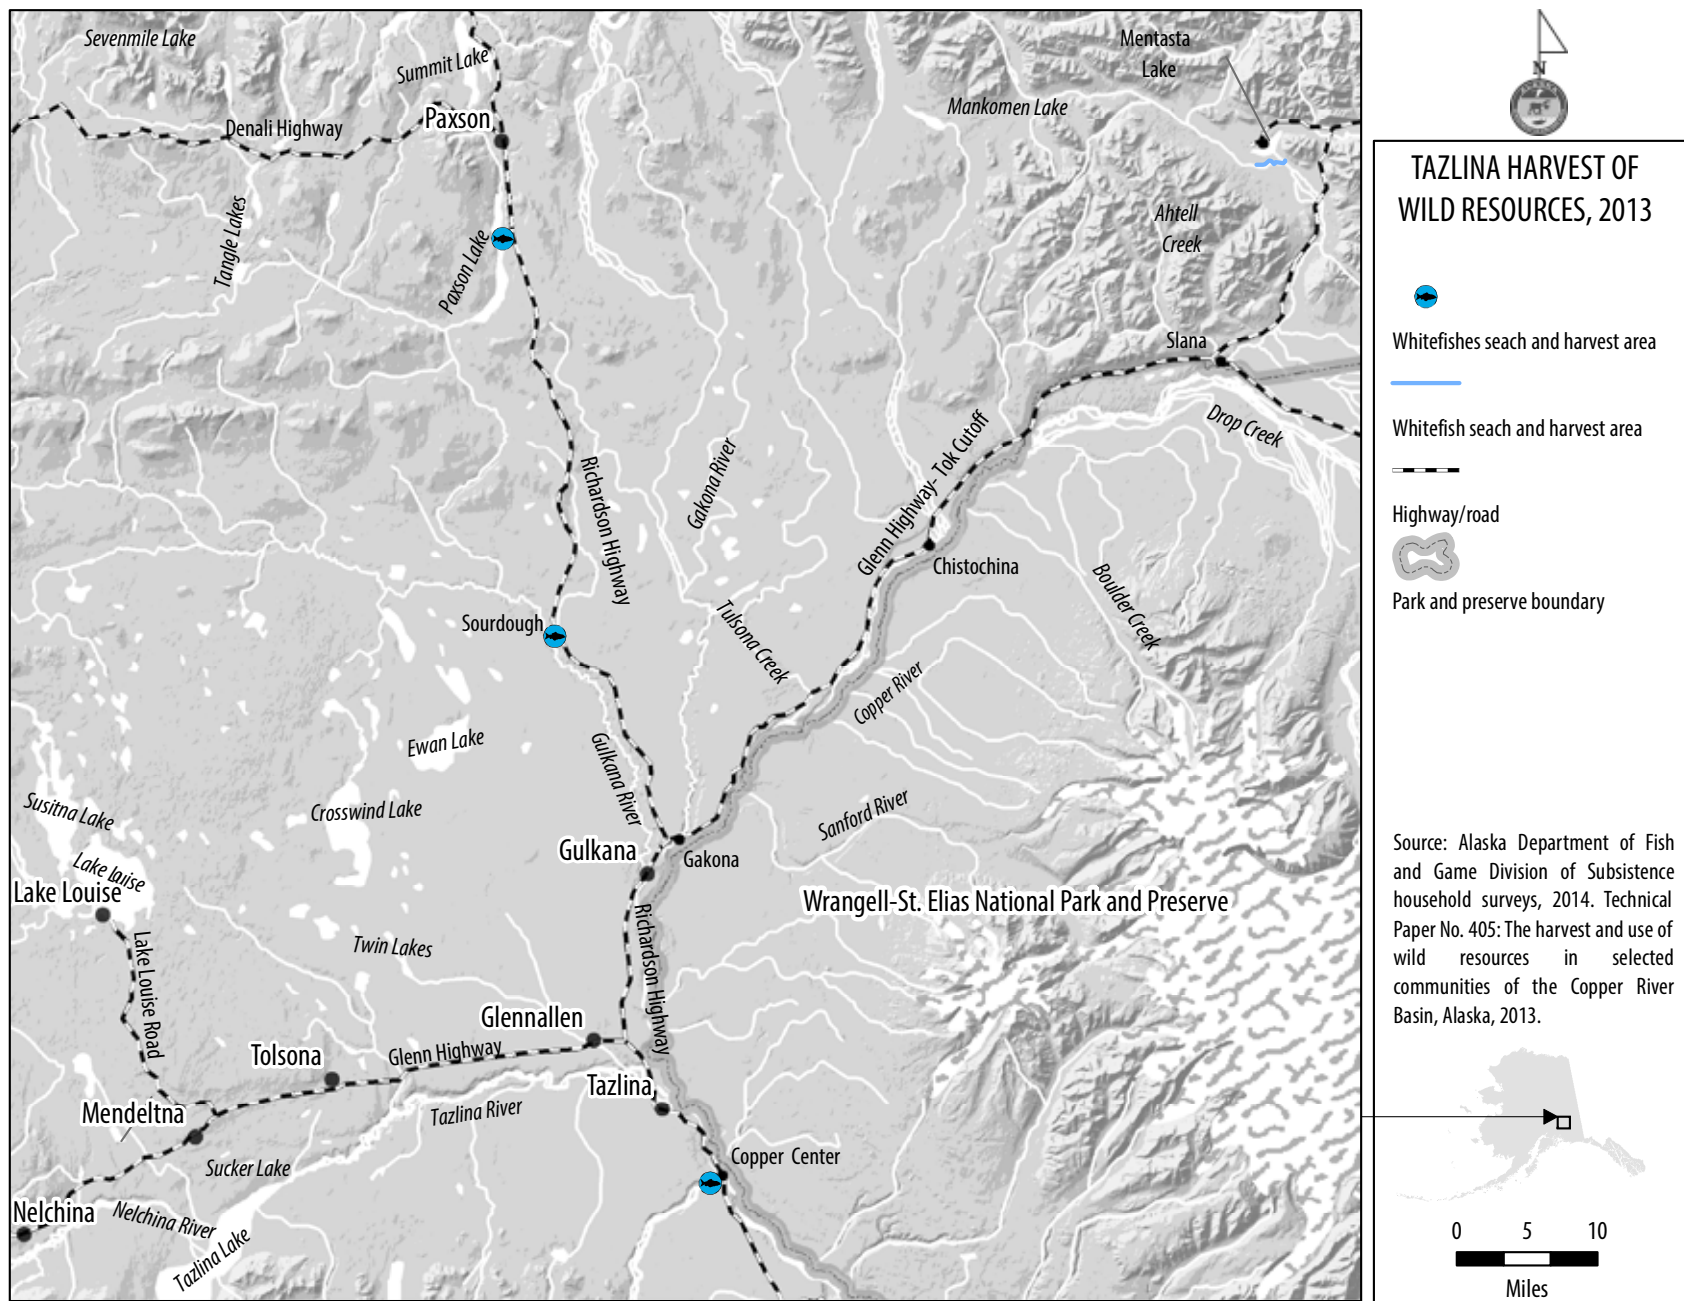 Sevenmile Lake
Summit Lake
Mentasta
Lake
Mankomen Lake
Denali Highway
Paxson
Tangle Lakes
Paxson Lake
Ahtell
Creek
Slana
Drop Creek
Glenn Highway- Tok Cutoff
Richardson Highway
Gakona River
Chistochina
Boulder Creek
Tulsona Creek
Sourdough
Copper River
Ewan Lake
Gulkana River
Susitna Lake
Crosswind Lake
Sanford River
Lake Louise
Gulkana
Gakona
Lake Louise
Wrangell-St. Elias National Park and Preserve
Twin Lakes
Lake Louise Road
Richardson Highway
Glennallen
Tolsona
Glenn Highway
Tazlina
Mendeltna
Tazlina River
Sucker Lake
Copper Center
Nelchina
Nelchina River
Tazlina Lake
N
TAZLINA HARVEST OF
WILD RESOURCES, 2013
Whitefishes seach and harvest area
Whitefish seach and harvest area
Highway/road
Park and preserve boundary
Source: Alaska Department of Fish
and Game Division of Subsistence
household surveys, 2014. Technical
Paper No. 405: The harvest and use of
wild resources in selected
communities of the Copper River
Basin, Alaska, 2013.
0 5 10
Miles